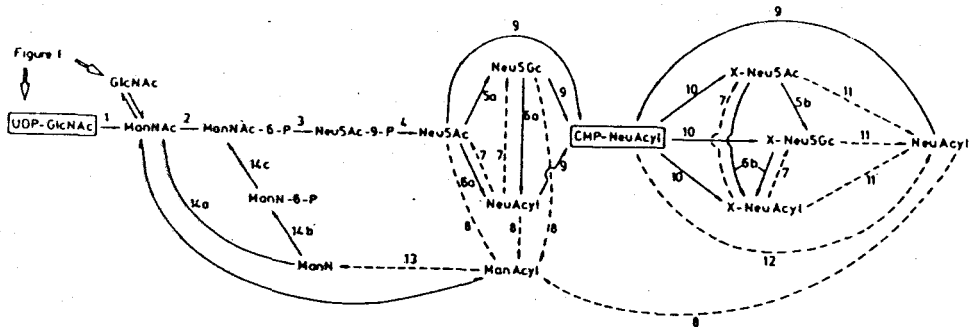 9
9
Figure 1
GlcNAc
UDP-GlcNAc 1 ManNAc 2 ManNAc-6-P 3 Neu5Ac-9-P 4 Neu5Ac
Neu5Gc
5a
6a
7
7
6a
9
9
NeuAcyl
8
8
8
ManAcyl
CMP-NeuAcyl
10
10
10
X-Neu5Ac
7
5b
X-Neu5Gc
6b
7
X-NeuAcyl
11
11
11
NeuAcyl
12
8
14c
ManN-6-P
14a
14b
ManN
13